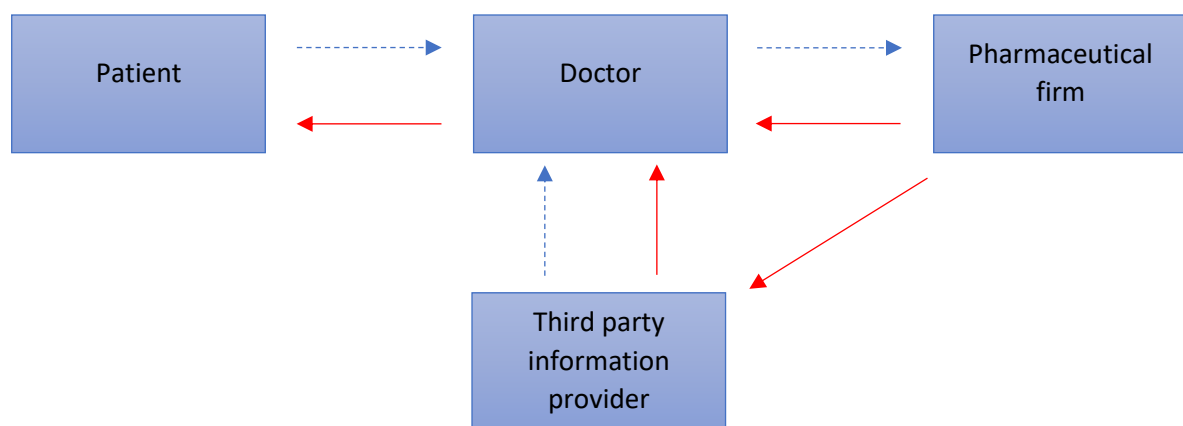 Patient
Doctor
Pharmaceutical
firm
Third party
information
provider